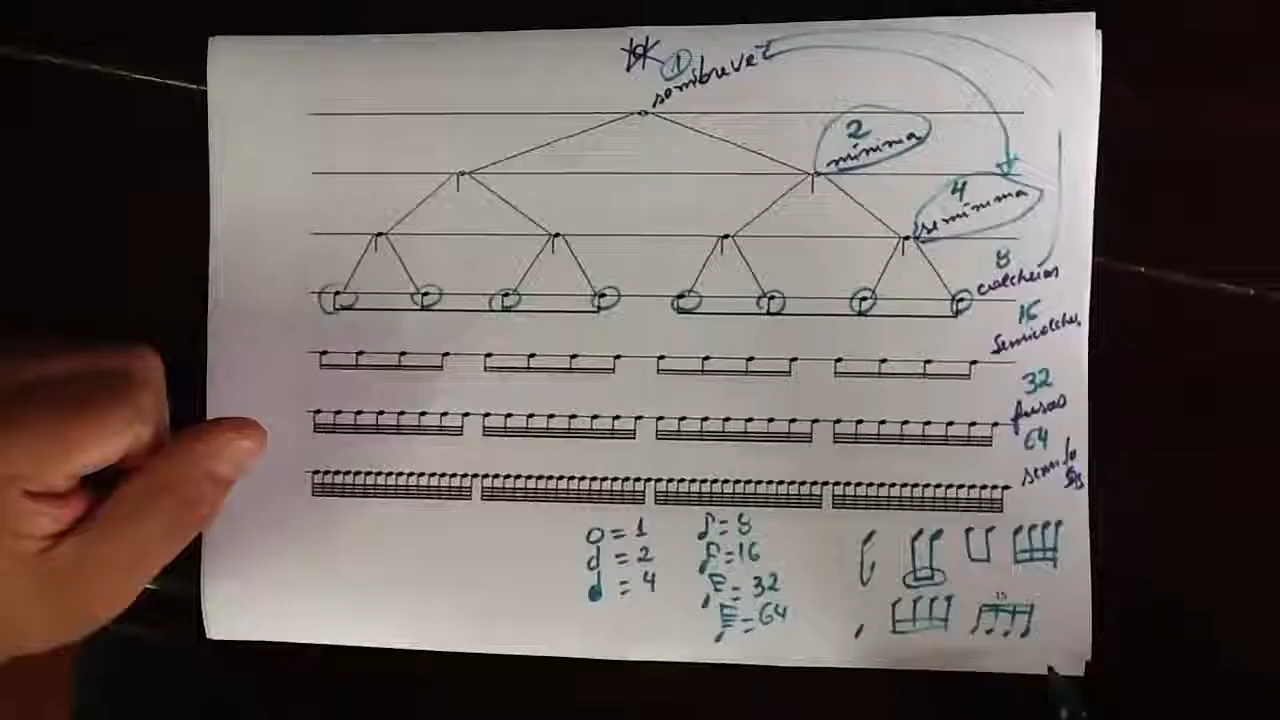 ①
semibreve
2
mínima
4
semínima
8
colcheias
16
32
fusas
64
o = 1
d = 2
♩ = 4
♪ = 8
= 16
= 32
= 64